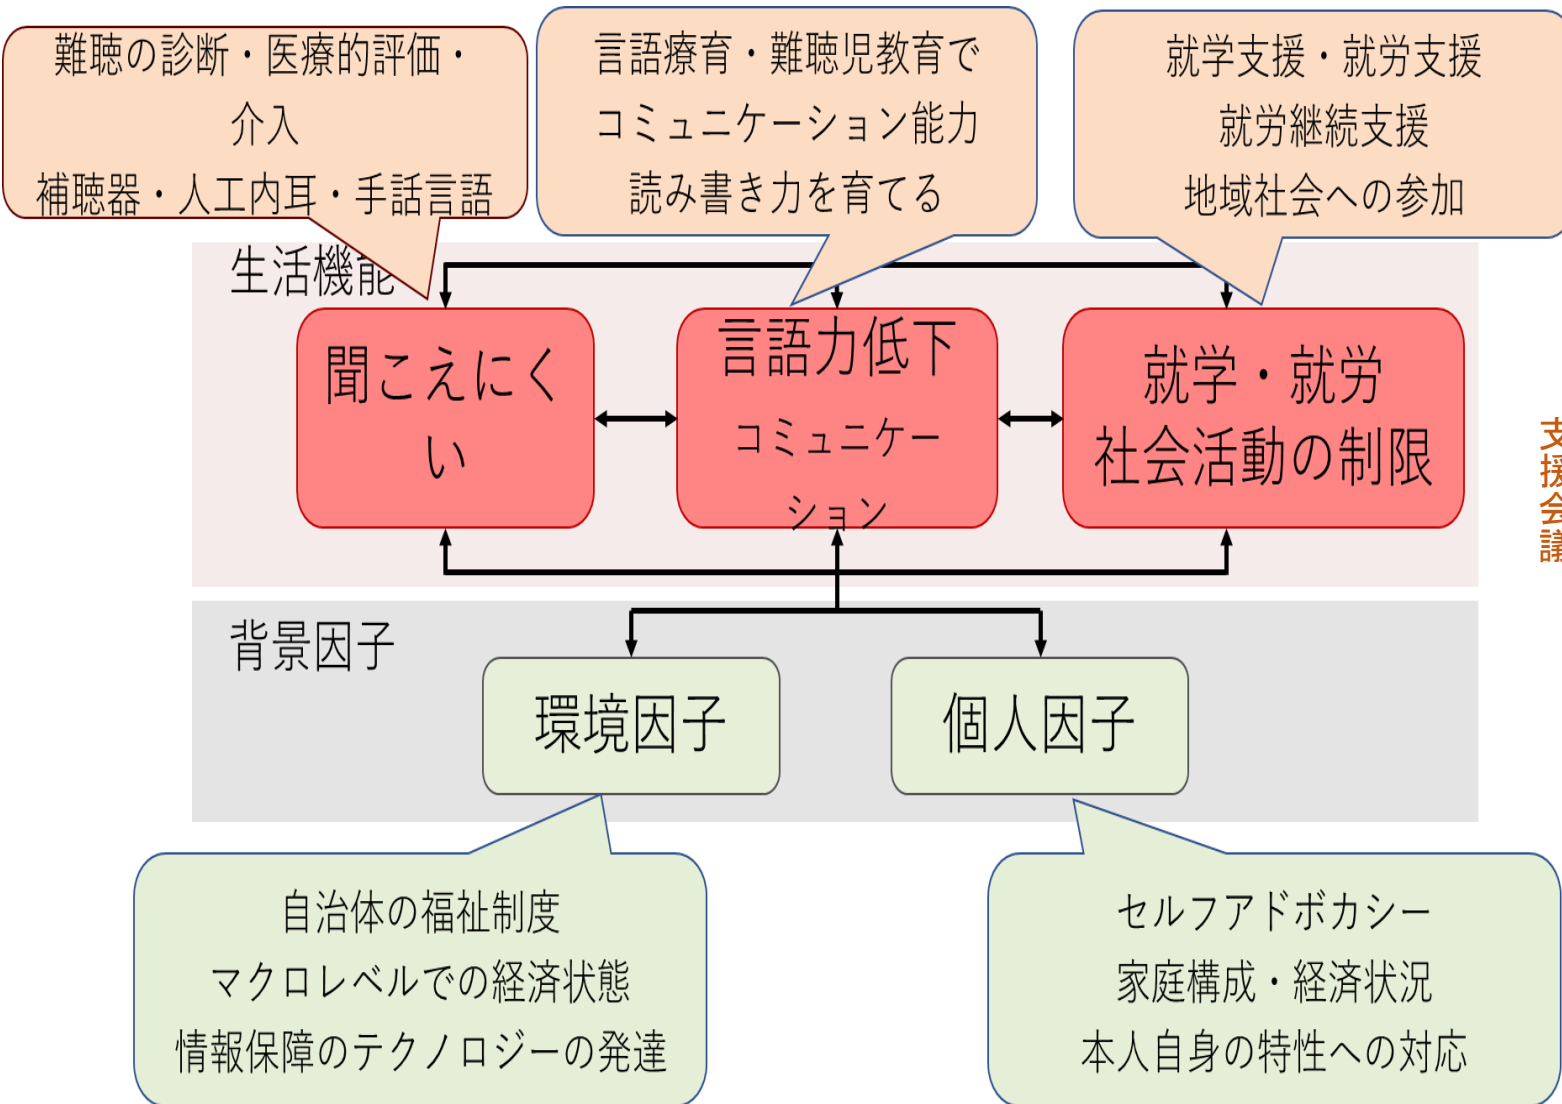 難聴の診断・医療的評価・
介入
補聴器・人工内耳・手話言語
言語療育・難聴児教育で
コミュニケーション能力
読み書き力を育てる
就学支援・就労支援
就労継続支援
地域社会への参加
生活機能
聞こえにく
い
言語力低下
コミュニケー
ション
就学・就労
社会活動の制限
支援会議
背景因子
環境因子
個人因子
自治体の福祉制度
マクロレベルでの経済状態
情報保障のテクノロジーの発達
セルフアドボカシー
家庭構成・経済状況
本人自身の特性への対応